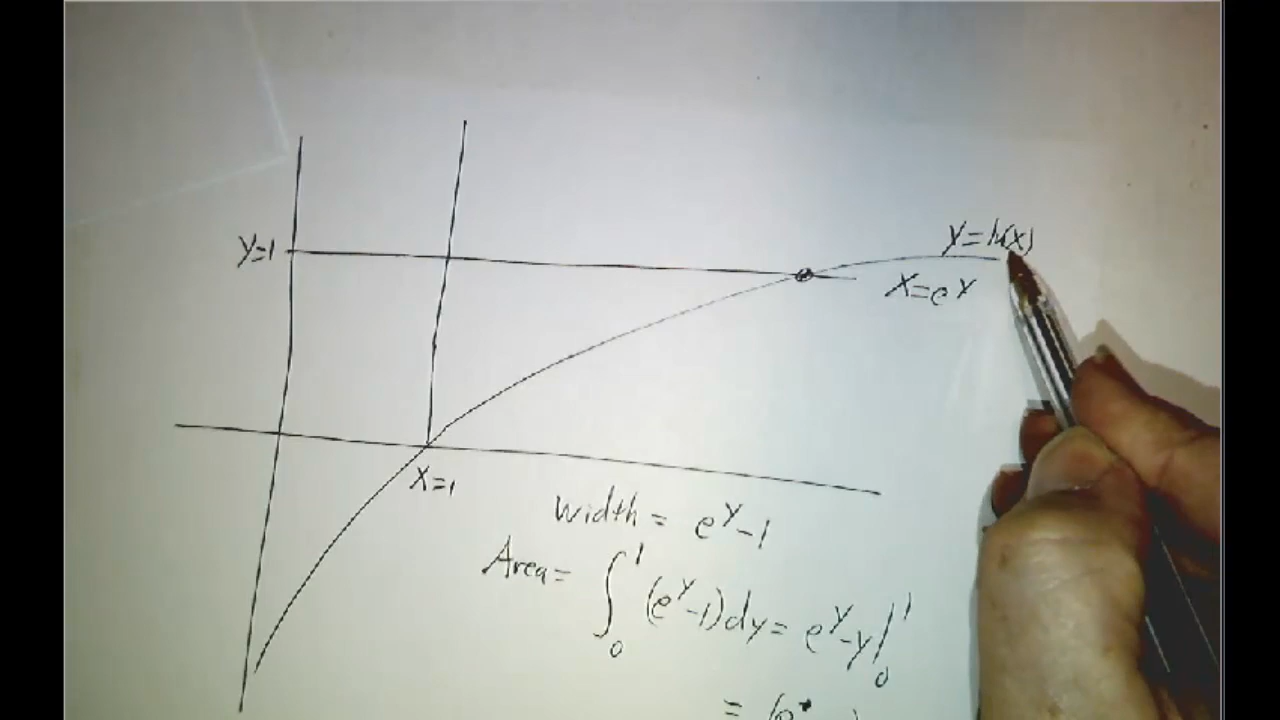 y=1
y=ln(x)
x=e^y
x=1
width = e^y-1
Area= ∫_0^1 (e^y-1)dy= e^y-y|_0^1
= (e